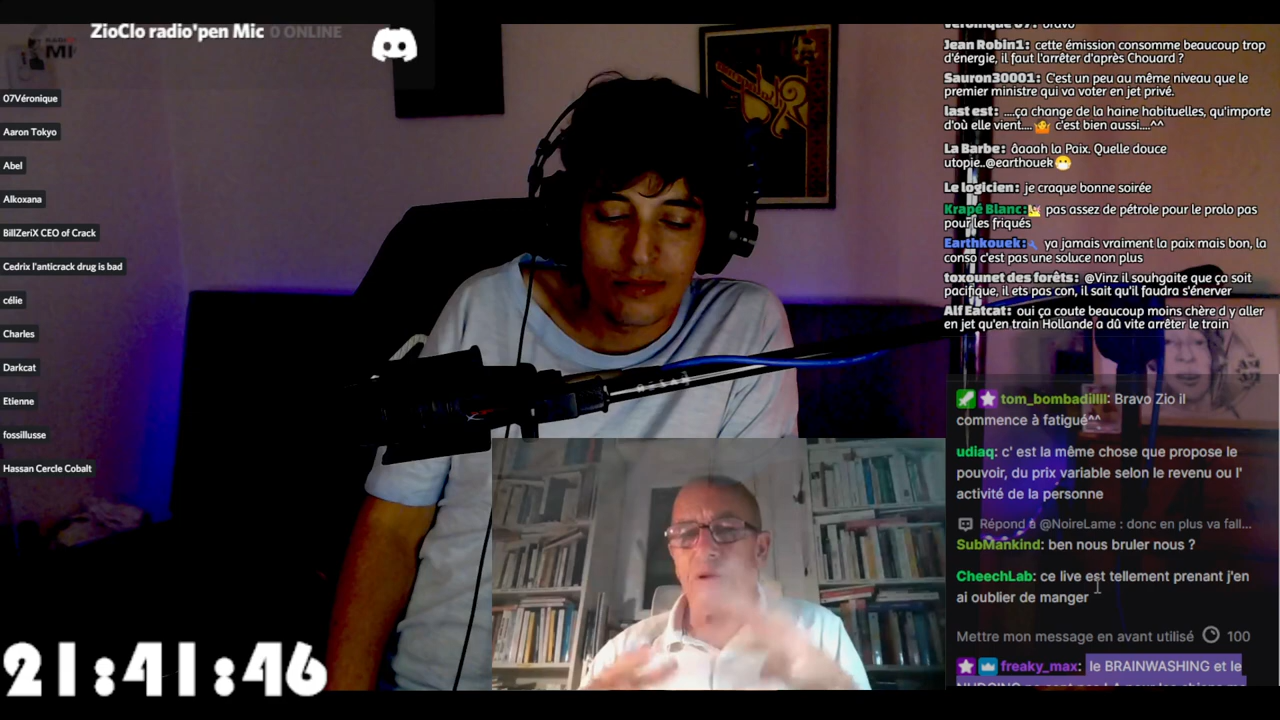 ZioClo radio'pen Mic 0 ONLINE
MI
07Véronique
Aaron Tokyo
Abel
Alkoxana
BillZeriX CEO of Crack
Cedrix l'anticrack drug is bad
célie
Charles
Darkcat
Etienne
fossillusse
Hassan Cercle Cobalt
21:41:46
Véronique 07: bravo
Jean Robin1: cette émission consomme beaucoup trop
d'énergie, il faut l'arrêter d'après Chouard ?
Sauron30001: C'est un peu au même niveau que le
premier ministre qui va voter en jet privé.
last est: ....ça change de la haine habituelles, qu'importe
d'où elle vient.... 🤷 c'est bien aussi....^^
La Barbe: âaaah la Paix. Quelle douce
utopie..@earthouek😷
Le logicien: je craque bonne soirée
Krapé Blanc: pas assez de pétrole pour le prolo pas
pour les friqués
Earthkouek: ya jamais vraiment la paix mais bon, la
conso c'est pas une soluce non plus
toxounet des forêts: @Vinz il souhgaite que ça soit
pacifique, il ets pas con, il sait qu'il faudra s'énerver
Alf Eatcat: oui ça coute beaucoup moins chère d y aller
en jet qu'en train Hollande a dû vite arrêter le train
tom_bombadilll: Bravo Zio il
commence à fatigué^^
udiaq: c' est la même chose que propose le
pouvoir, du prix variable selon le revenu ou l'
activité de la personne
Répond à @NoireLame : donc en plus va fall...
SubMankind: ben nous bruler nous ?
CheechLab: ce live est tellement prenant j'en
ai oublier de manger
Mettre mon message en avant utilisé 100
freaky_max: le BRAINWASHING et le